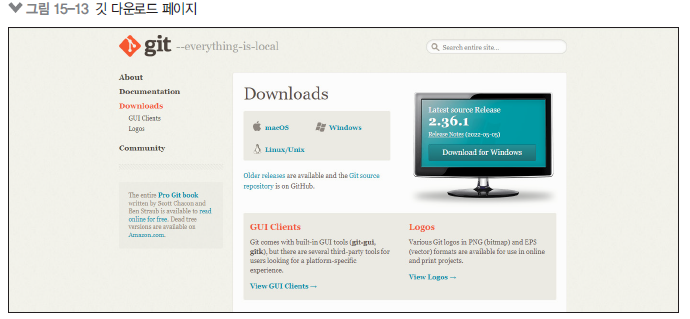 그림 15-13 깃 다운로드 페이지
git --everything-is-local
Search entire site...
About
Documentation
Downloads
GUI Clients
Logos
Community
The entire Pro Git book
written by Scott Chacon and
Ben Straub is available to read
online for free. Dead tree
versions are available on
Amazon.com.
Downloads
macOS
Windows
Linux/Unix
Older releases are available and the Git source
repository is on GitHub.
Latest source Release
2.36.1
Release Notes (2022-05-05)
Download for Windows
GUI Clients
Git comes with built-in GUI tools (git-gui,
gitk), but there are several third-party tools for
users looking for a platform-specific
experience.
View GUI Clients →
Logos
Various Git logos in PNG (bitmap) and EPS
(vector) formats are available for use in online
and print projects.
View Logos →